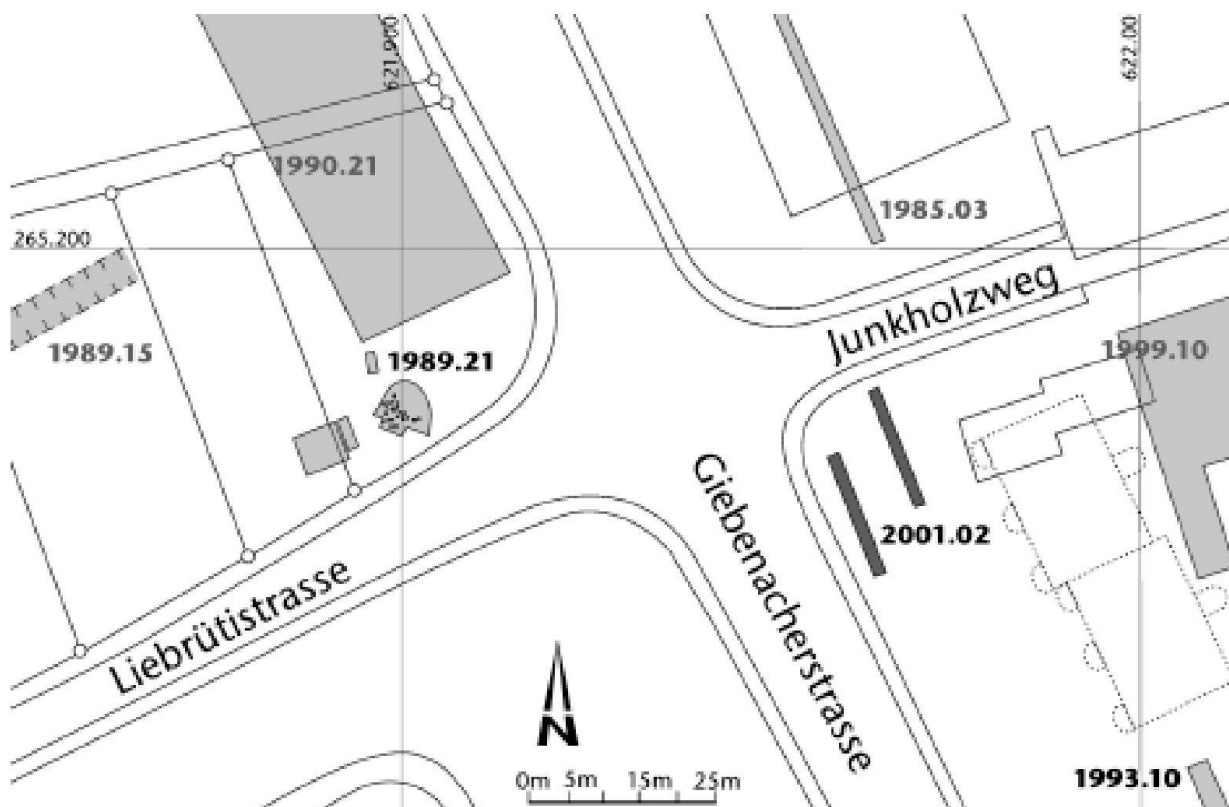 621.900
622.00
1990.21
1985.03
265.200
Junkholzweg
1989.15
1989.21
1999.10
Giebenacherstrasse
2001.02
Liebrütistrasse
N
0m 5m 15m 25m
1993.10